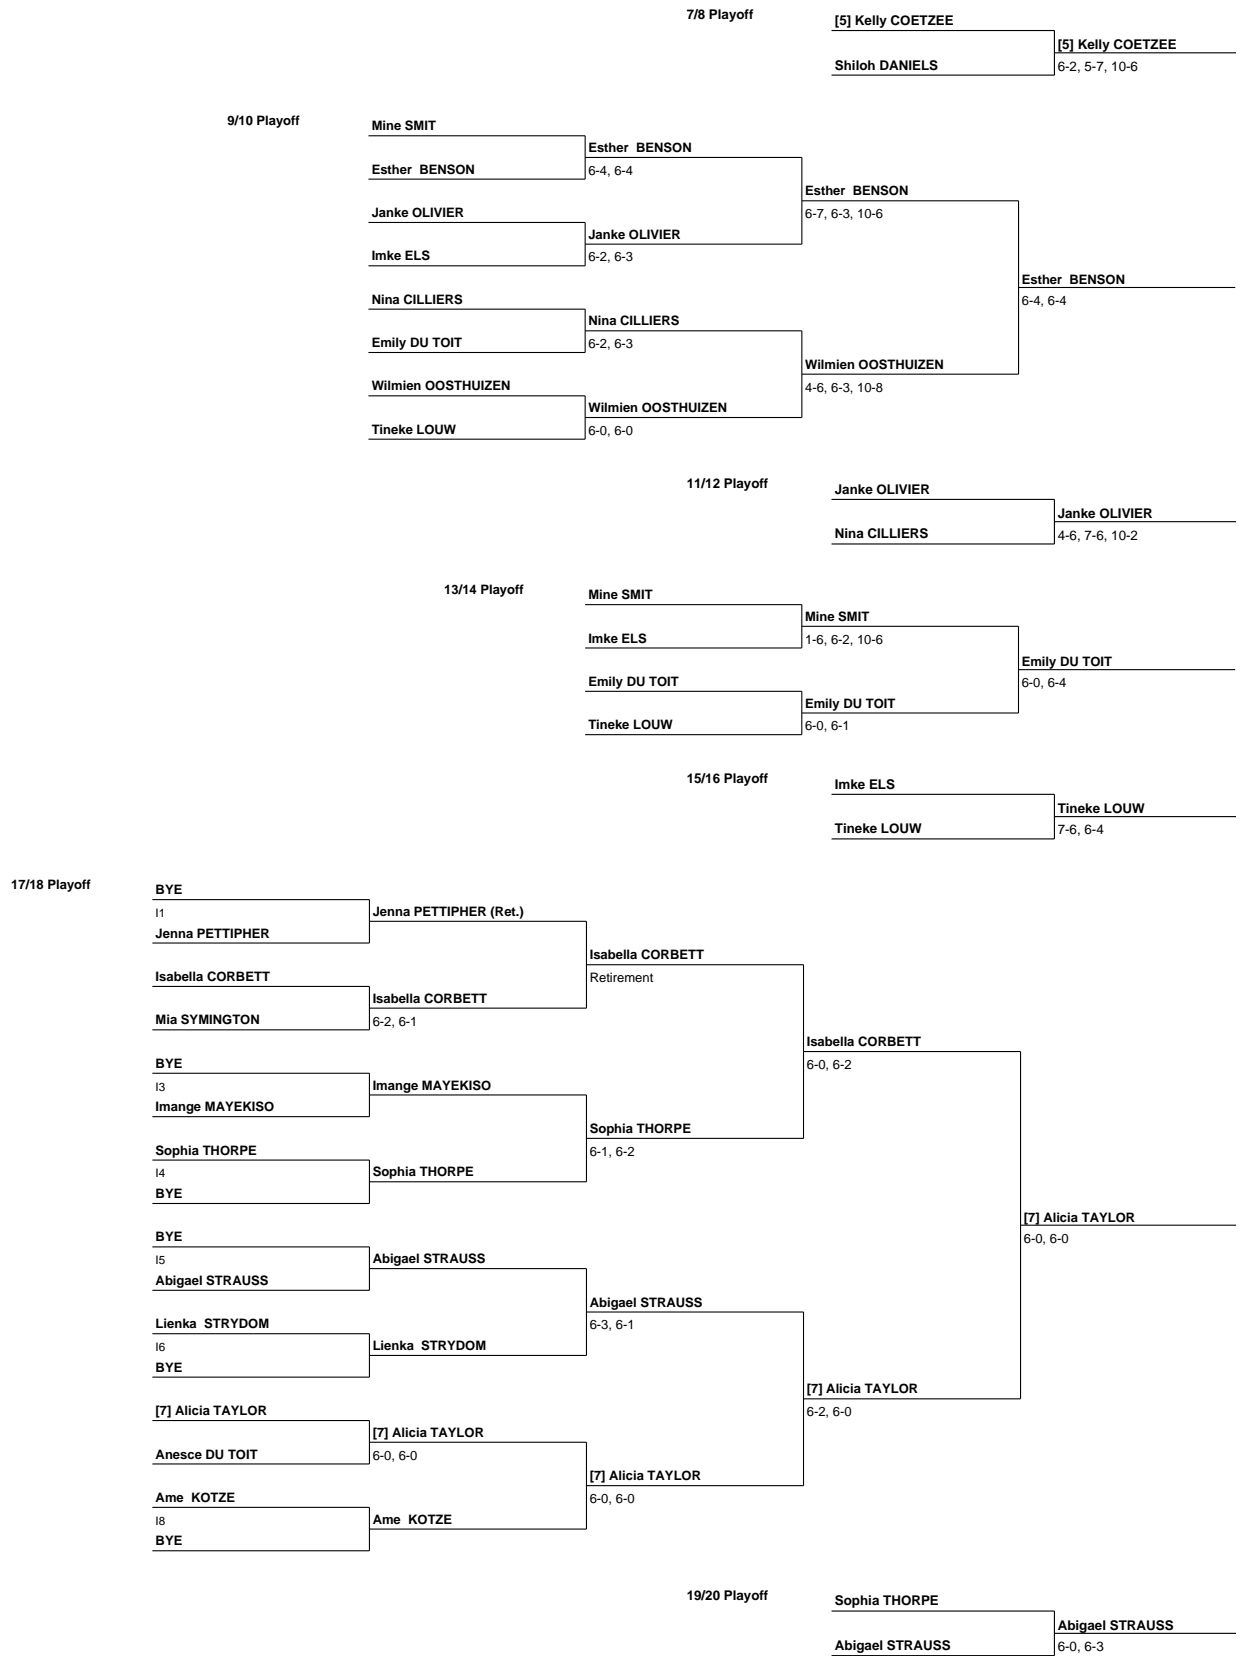 7/8 Playoff
[5] Kelly COETZEE
[5] Kelly COETZEE
Shiloh DANIELS
6-2, 5-7, 10-6
9/10 Playoff
Mine SMIT
Esther  BENSON
Esther  BENSON
6-4, 6-4
Esther  BENSON
Janke OLIVIER
6-7, 6-3, 10-6
Janke OLIVIER
Imke ELS
6-2, 6-3
Esther  BENSON
Nina CILLIERS
6-4, 6-4
Nina CILLIERS
Emily DU TOIT
6-2, 6-3
Wilmien OOSTHUIZEN
Wilmien OOSTHUIZEN
4-6, 6-3, 10-8
Wilmien OOSTHUIZEN
Tineke LOUW
6-0, 6-0
11/12 Playoff
Janke OLIVIER
Janke OLIVIER
Nina CILLIERS
4-6, 7-6, 10-2
13/14 Playoff
Mine SMIT
Mine SMIT
Imke ELS
1-6, 6-2, 10-6
Emily DU TOIT
Emily DU TOIT
6-0, 6-4
Emily DU TOIT
Tineke LOUW
6-0, 6-1
15/16 Playoff
Imke ELS
Tineke LOUW
Tineke LOUW
7-6, 6-4
17/18 Playoff
BYE
I1
Jenna PETTIPHER (Ret.)
Jenna PETTIPHER
Isabella CORBETT
Isabella CORBETT
Retirement
Isabella CORBETT
Mia SYMINGTON
6-2, 6-1
Isabella CORBETT
BYE
6-0, 6-2
I3
Imange MAYEKISO
Imange MAYEKISO
Sophia THORPE
Sophia THORPE
6-1, 6-2
I4
Sophia THORPE
BYE
[7] Alicia TAYLOR
BYE
6-0, 6-0
I5
Abigael STRAUSS
Abigael STRAUSS
Abigael STRAUSS
Lienka  STRYDOM
6-3, 6-1
I6
Lienka  STRYDOM
BYE
[7] Alicia TAYLOR
[7] Alicia TAYLOR
6-2, 6-0
[7] Alicia TAYLOR
Anesce DU TOIT
6-0, 6-0
[7] Alicia TAYLOR
Ame  KOTZE
6-0, 6-0
I8
Ame  KOTZE
BYE
19/20 Playoff
Sophia THORPE
Abigael STRAUSS
Abigael STRAUSS
6-0, 6-3